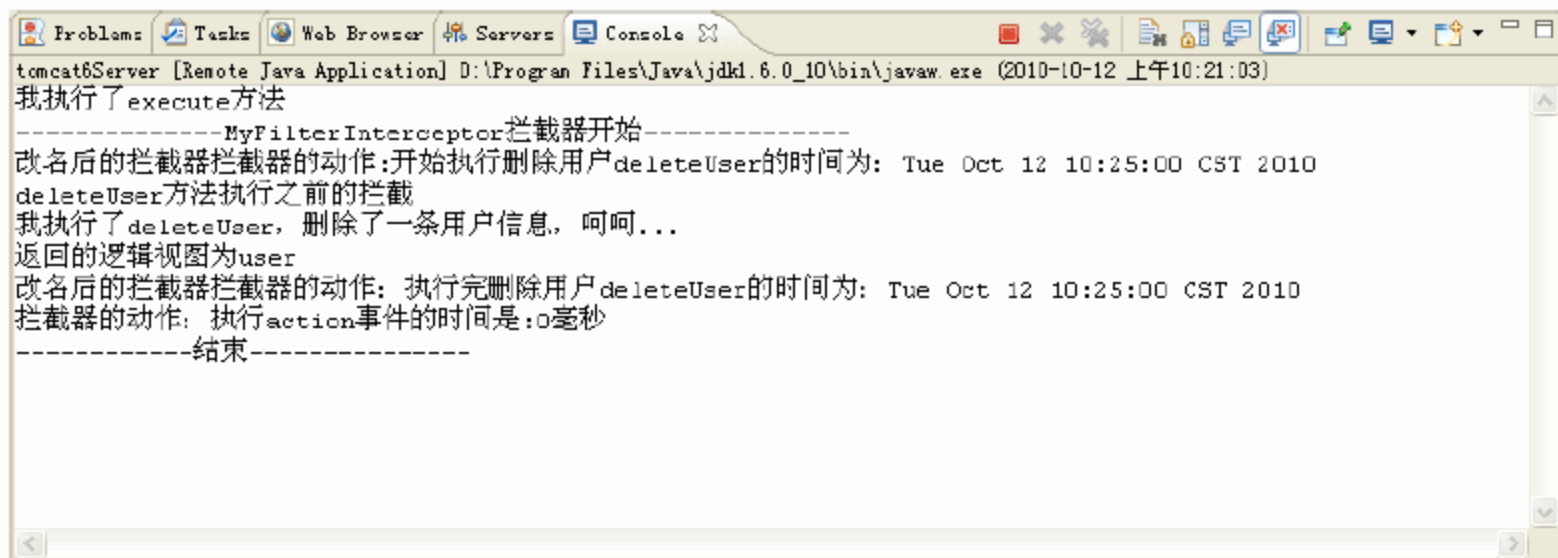 Problems Tasks Web Browser Servers Console
tomcat6Server [Remote Java Application] D:\Program Files\Java\jdk1.6.0_10\bin\javaw.exe (2010-10-12 上午10:21:03)
我执行了execute方法
--------------MyFilterInterceptor拦截器开始--------------
改名后的拦截器拦截器的动作:开始执行删除用户deleteUser的时间为: Tue Oct 12 10:25:00 CST 2010
deleteUser方法执行之前的拦截
我执行了deleteUser, 删除了一条用户信息, 呵呵...
返回的逻辑视图为user
改名后的拦截器拦截器的动作: 执行完删除用户deleteUser的时间为: Tue Oct 12 10:25:00 CST 2010
拦截器的动作: 执行action事件的时间是:0毫秒
------------结束---------------